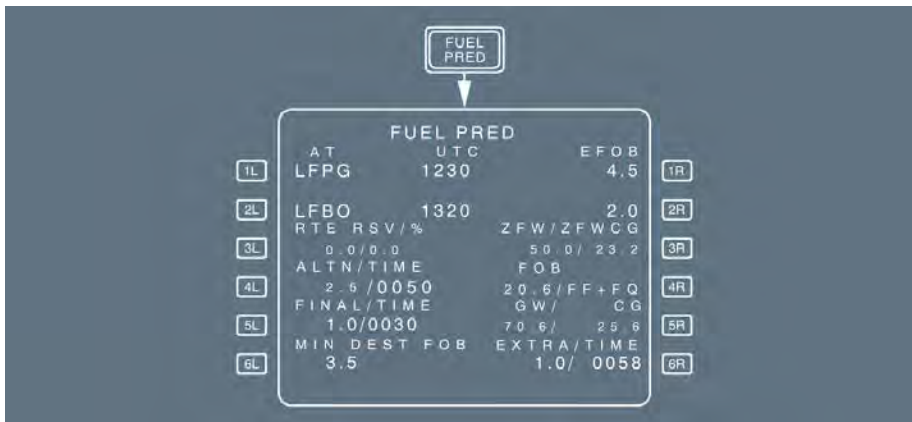 FUEL
PRED
FUEL PRED
AT UTC EFOB
1L LFPG 1230 4.5 1R
2L LFBO 1320 2.0 2R
RTE RSV/% ZFW/ZFWCG
3L 0.0/0.0 50.0/ 23.2 3R
ALTN/TIME FOB
4L 2.5/0050 20.6/FF+FQ 4R
FINAL/TIME GW/ CG
5L 1.0/0030 70.6/ 25.6 5R
MIN DEST FOB EXTRA/TIME
6L 3.5 1.0/ 0058 6R